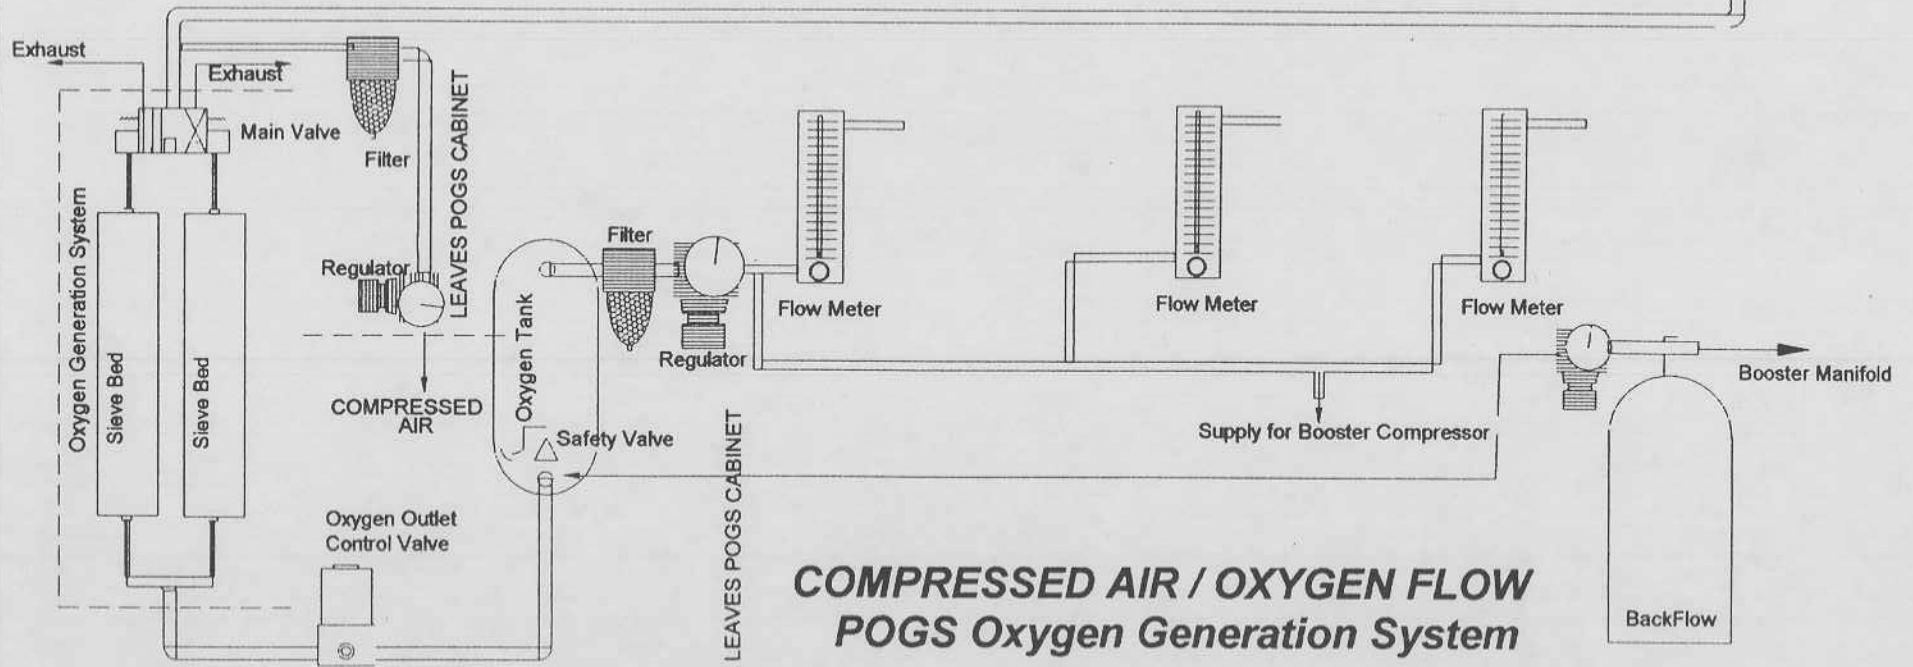 Exhaust
Exhaust
Main Valve
Filter
LEAVES POGS CABINET
Oxygen Generation System
Sieve Bed
Sieve Bed
Regulator
COMPRESSED
AIR
Oxygen Tank
Safety Valve
Filter
Regulator
Flow Meter
Flow Meter
Flow Meter
Booster Manifold
Supply for Booster Compressor
LEAVES POGS CABINET
Oxygen Outlet
Control Valve
BackFlow
COMPRESSED AIR / OXYGEN FLOW
POGS Oxygen Generation System